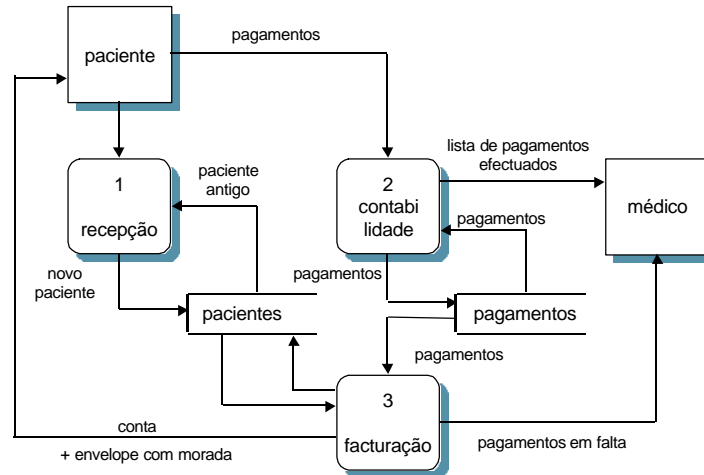 pagamentos
paciente
1
recepção
paciente
antigo
2
contabi
lidade
lista de pagamentos
efectuados
médico
pagamentos
novo
paciente
pagamentos
pacientes
pagamentos
pagamentos
3
facturação
conta
+ envelope com morada
pagamentos em falta